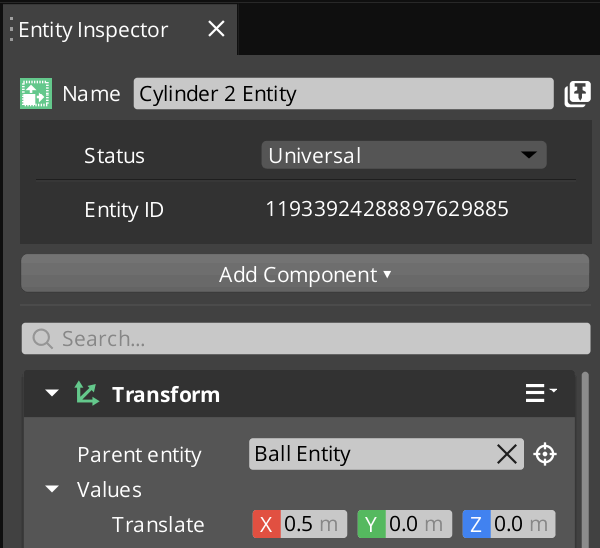 Entity Inspector
Name Cylinder 2 Entity
Status Universal
Entity ID 11933924288897629885
Add Component
Search...
Transform
Parent entity Ball Entity
Values
Translate X 0.5 m Y 0.0 m Z 0.0 m